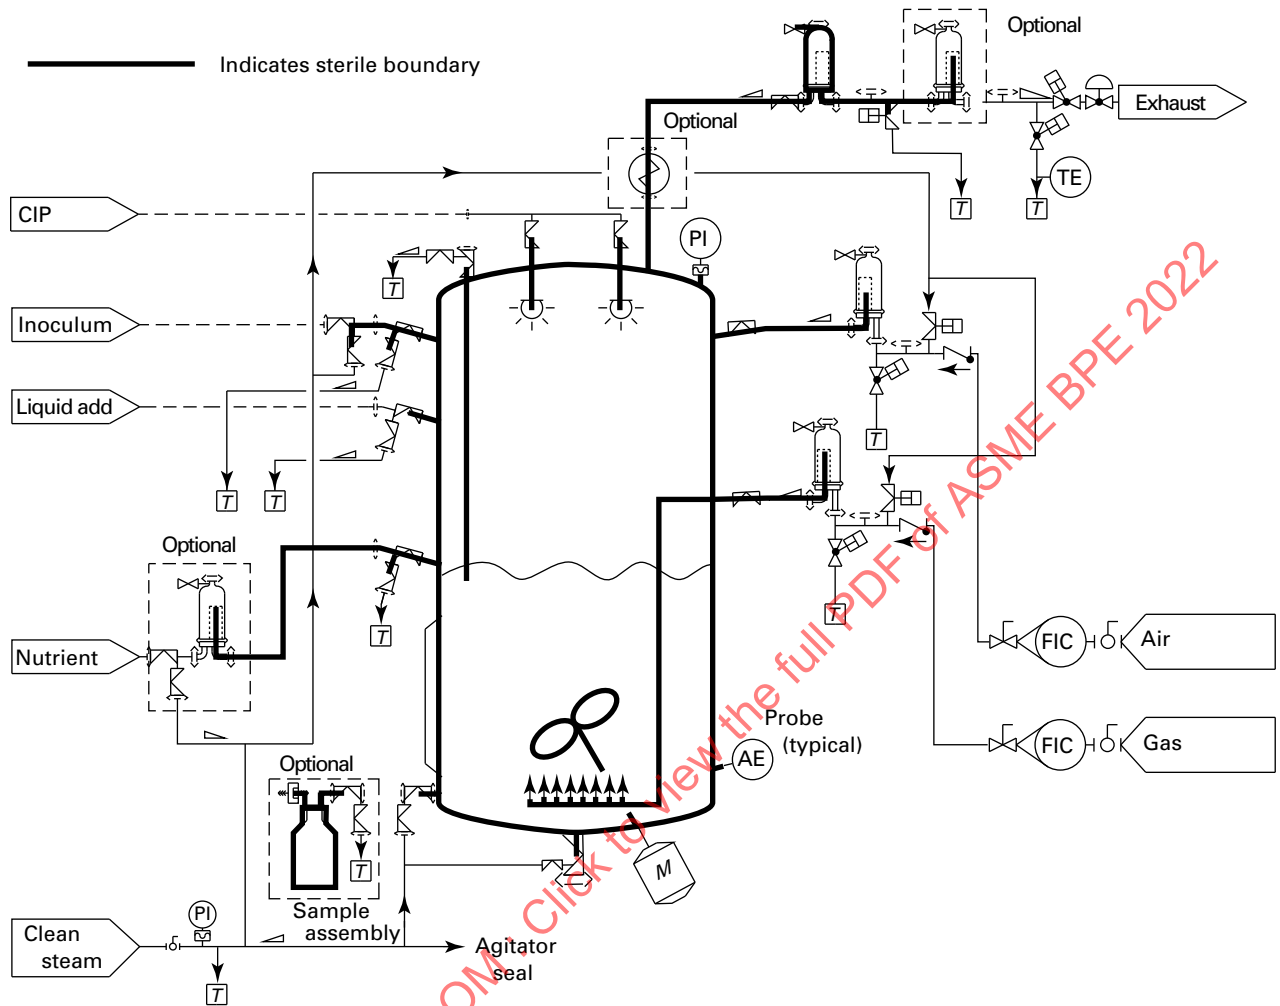 Indicates sterile boundary
Optional
Exhaust
Optional
TE
T
T
CIP
PI
T
Inoculum
Liquid add
T
T
T
Optional
T
T
Nutrient
FIC
Air
Probe
(typical)
AE
FIC
Gas
Optional
T
M
Sample
assembly
PI
Clean
steam
Agitator
seal
T
OM : Click to view the full PDF of ASME BPE 2022